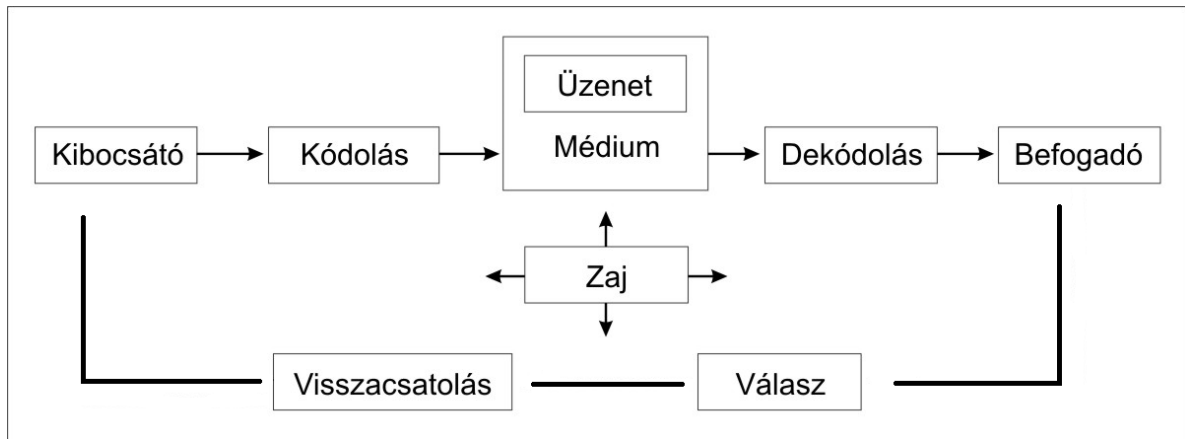 Üzenet
Kibocsátó
Kódolás
Médium
Dekódolás
Befogadó
Zaj
Visszacsatolás
Válasz